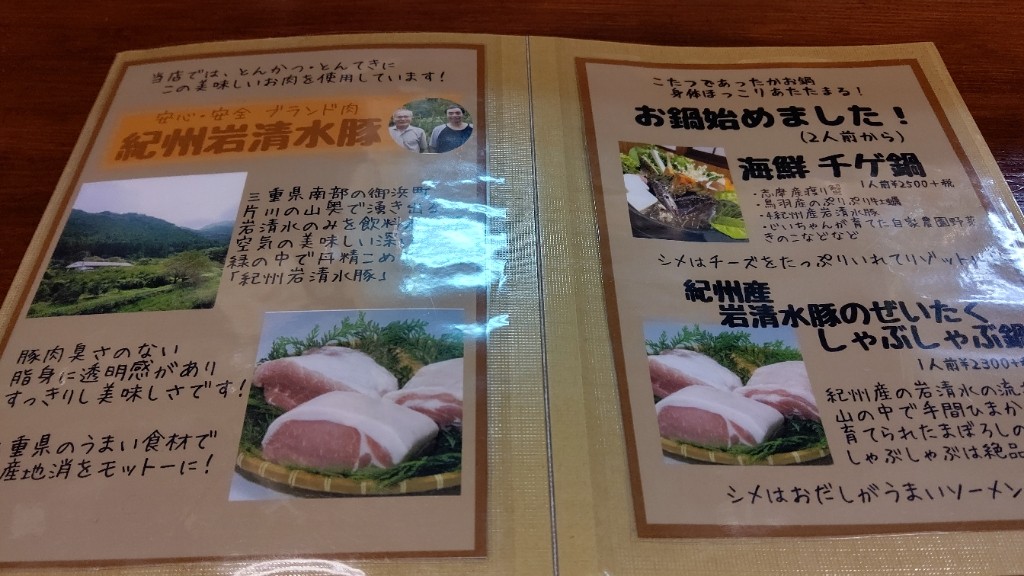 当店では、とんかつ・とんてきに
この美味しいお肉を使用しています!
安心・安全 ブランド肉
紀州岩清水豚
三重県南部の御浜町
片川の山奥で湧き出
岩清水のみを飲料
空気の美味しい深
緑の中で丹精こめ
「紀州岩清水豚」
豚肉臭さのない
脂身に透明感があり
すっきりし美味しさです!
重県のうまい食材で
産地消をモットーに!
こたつであったかお鍋
身体ほっこりあたたまる!
お鍋始めました!
(2人前から)
海鮮 チゲ鍋
1人前¥2500+税
・志摩産渡り蟹
・鳥羽産のぷりぷり牡蠣
・紀州産岩清水豚
・じいちゃんが育てた自家農園野菜
きのこなどなど
シメはチーズをたっぷりいれてリゾット
紀州産
岩清水豚のぜいたく
しゃぶしゃぶ鍋
1人前¥2300+
紀州産の岩清水の流
山の中で手間ひまか
育てられたまぼろしの
しゃぶしゃぶは絶品
シメはおだしがうまいソーメン